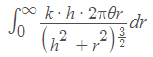 ∫₀^∞ (k · h · 2πθr) / (h² + r²)^(3/2) dr